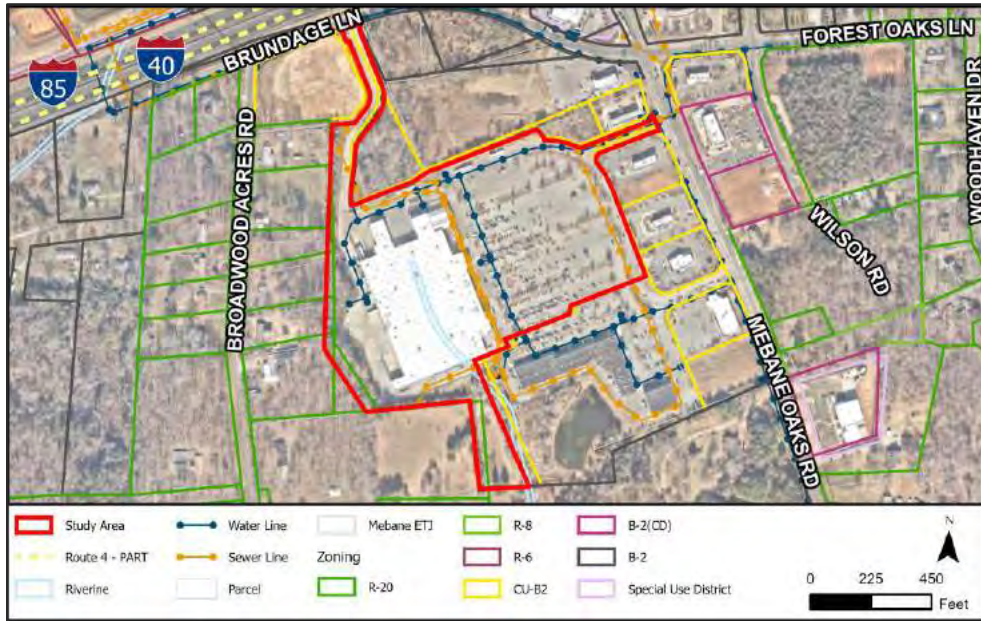 BRUNDAGE LN
FOREST OAKS LN
85
40
BROADWOOD ACRES RD
WOODHAVEN DR
WILSON RD
MEBANE OAKS RD
Study Area
Water Line
Mebane ETJ
R-8
B-2(CD)
N
Route 4 - PART
Sewer Line
Zoning
R-6
B-2
Riverine
Parcel
R-20
CU-B2
Special Use District
0 225 450
Feet